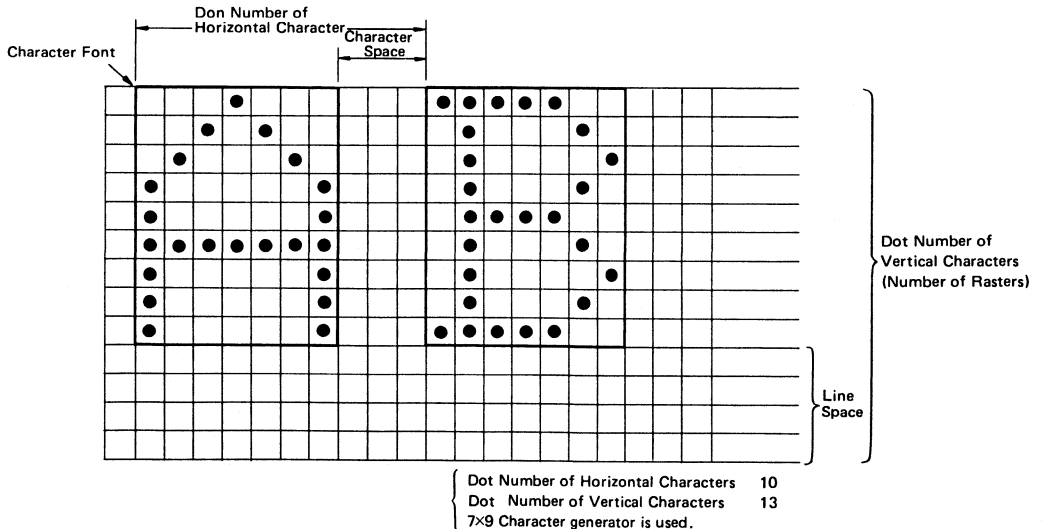 Don Number of
Horizontal Character
Character
Space
Character Font
Dot Number of
Vertical Characters
(Number of Rasters)
Line
Space
Dot Number of Horizontal Characters 10
Dot Number of Vertical Characters 13
7×9 Character generator is used.